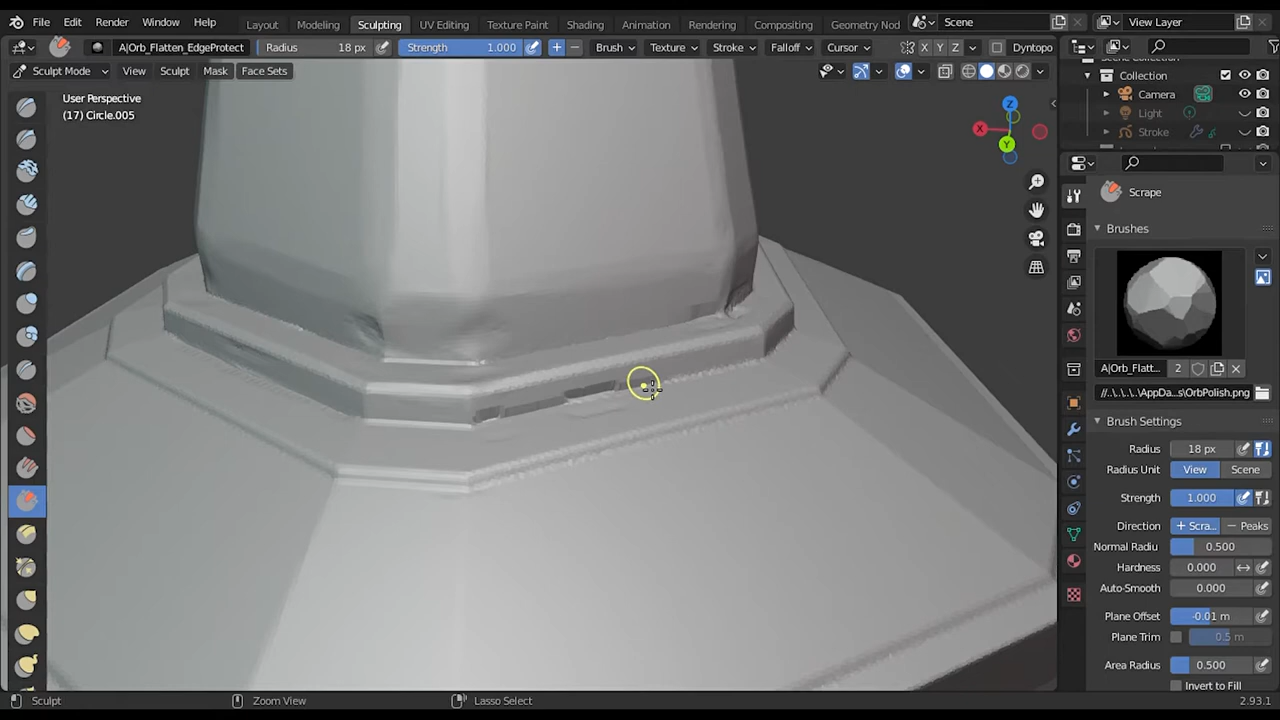 File Edit Render Window Help Layout Modeling Sculpting UV Editing Texture Paint Shading Animation Rendering Compositing Geometry Nod Scene View Layer
A|Orb_Flatten_EdgeProtect Radius 18 px Strength 1.000 Brush Texture Stroke Falloff Cursor X Y Z Dyntopo
Sculpt Mode View Sculpt Mask Face Sets
User Perspective
(17) Circle.005
Z
X
Y
Collection
Camera
Light
Stroke
Scrape
Brushes
A|Orb_Flatt... 2
//..\..\..\..\AppDa...s\OrbPolish.png
Brush Settings
Radius 18 px
Radius Unit View Scene
Strength 1.000
Direction + Scra... − Peaks
Normal Radiu 0.500
Hardness 0.000
Auto-Smooth 0.000
Plane Offset -0.01 m
Plane Trim 0.5 m
Area Radius 0.500
Invert to Fill
Sculpt Zoom View Lasso Select 2.93.1